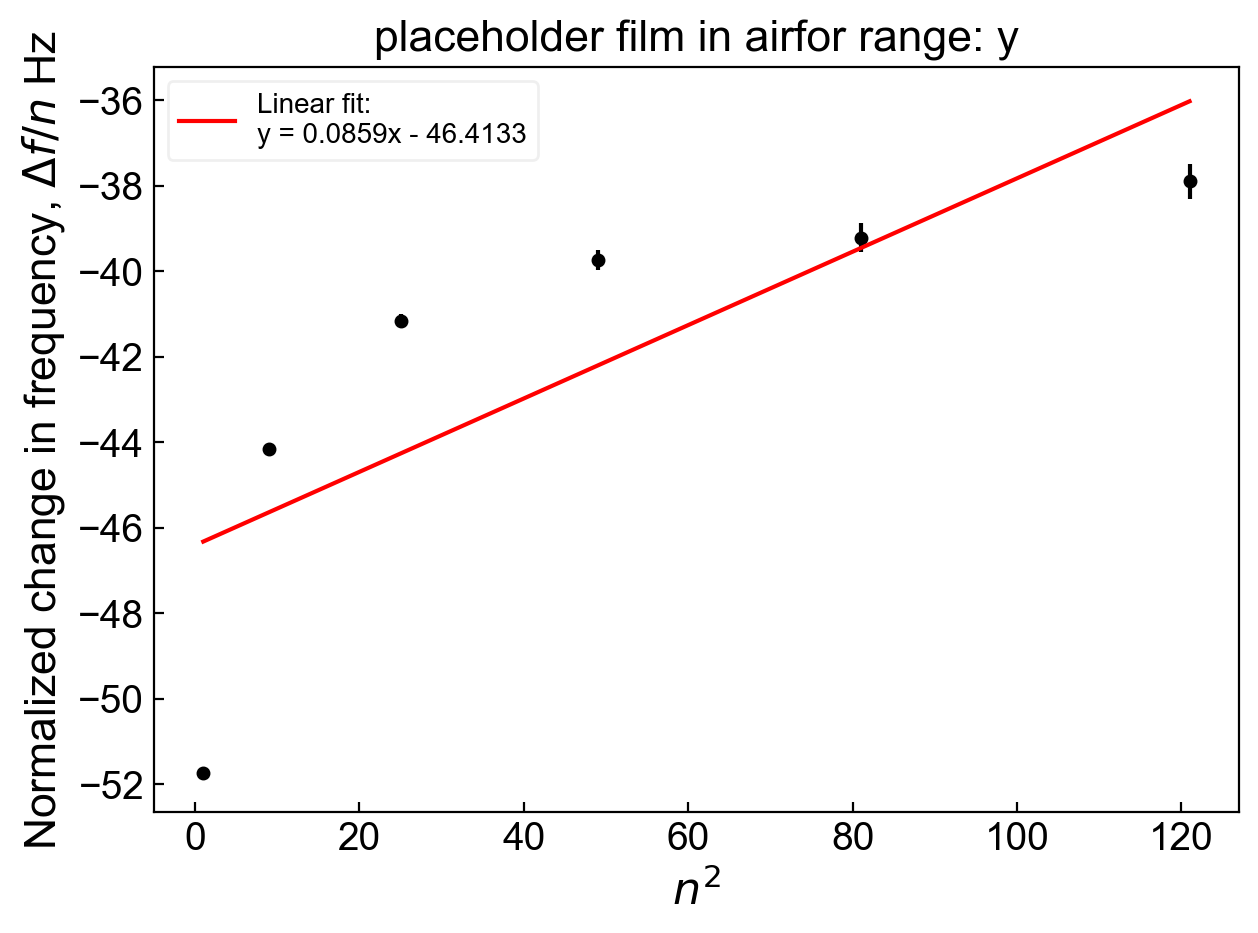 placeholder film in airfor range: y
Normalized change in frequency, Δf/n Hz
Linear fit:
y = 0.0859x - 46.4133
−36
−38
−40
−42
−44
−46
−48
−50
−52
0 20 40 60 80 100 120
n²